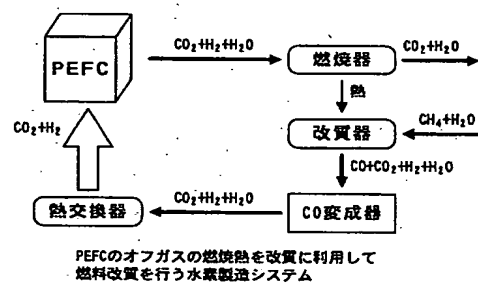 PEFC
CO₂+H₂+H₂O
燃焼器
CO₂+H₂O
熱
改質器
CH₄+H₂O
CO+CO₂+H₂+H₂O
CO変成器
CO₂+H₂+H₂O
熱交換器
CO₂+H₂
PEFCのオフガスの燃焼熱を改質に利用して
燃料改質を行う水素製造システム